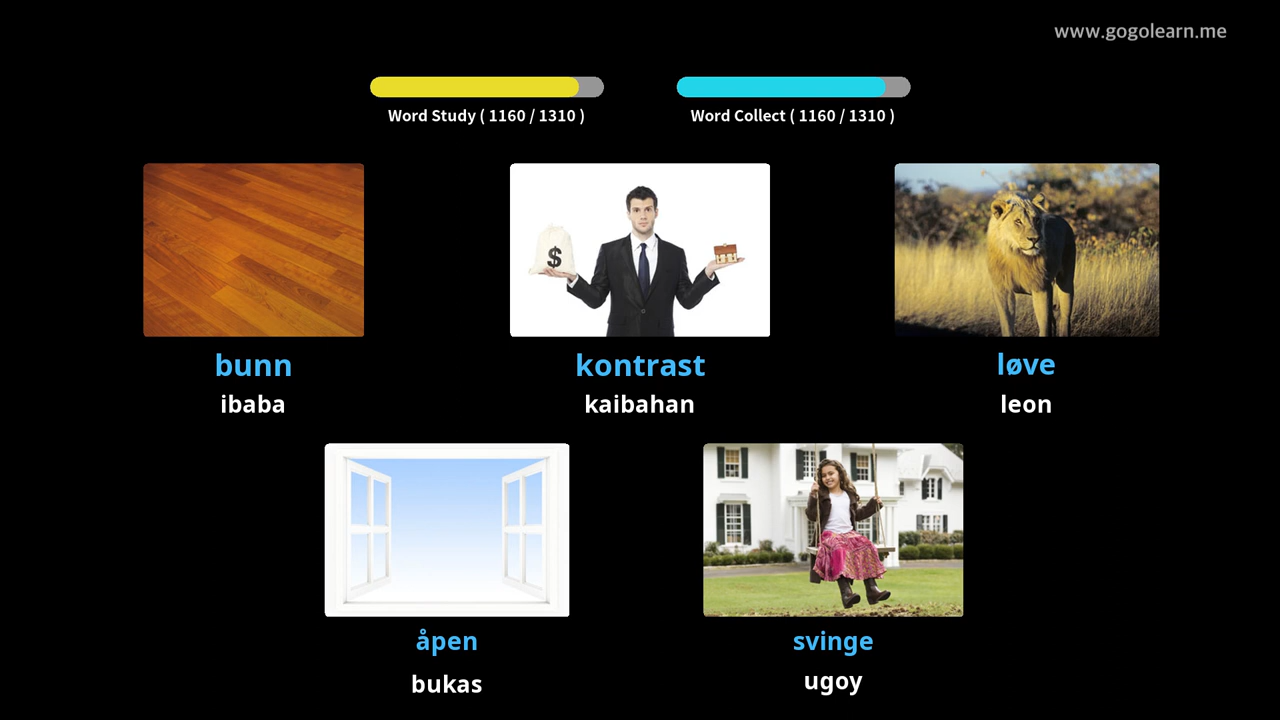 www.gogolearn.me
Word Study ( 1160 / 1310 )
Word Collect ( 1160 / 1310 )
$
bunn
kontrast
løve
ibaba
kaibahan
leon
åpen
svinge
bukas
ugoy